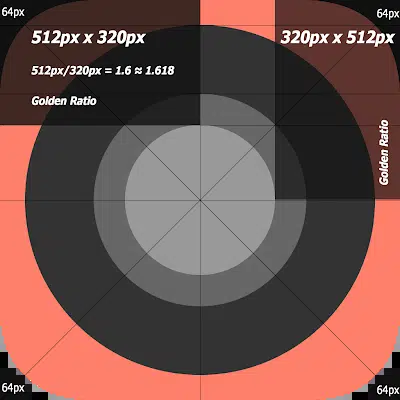 64px
64px
512px x 320px
320px x 512px
512px/320px = 1.6 ≈ 1.618
Golden Ratio
Golden Ratio
64px
64px